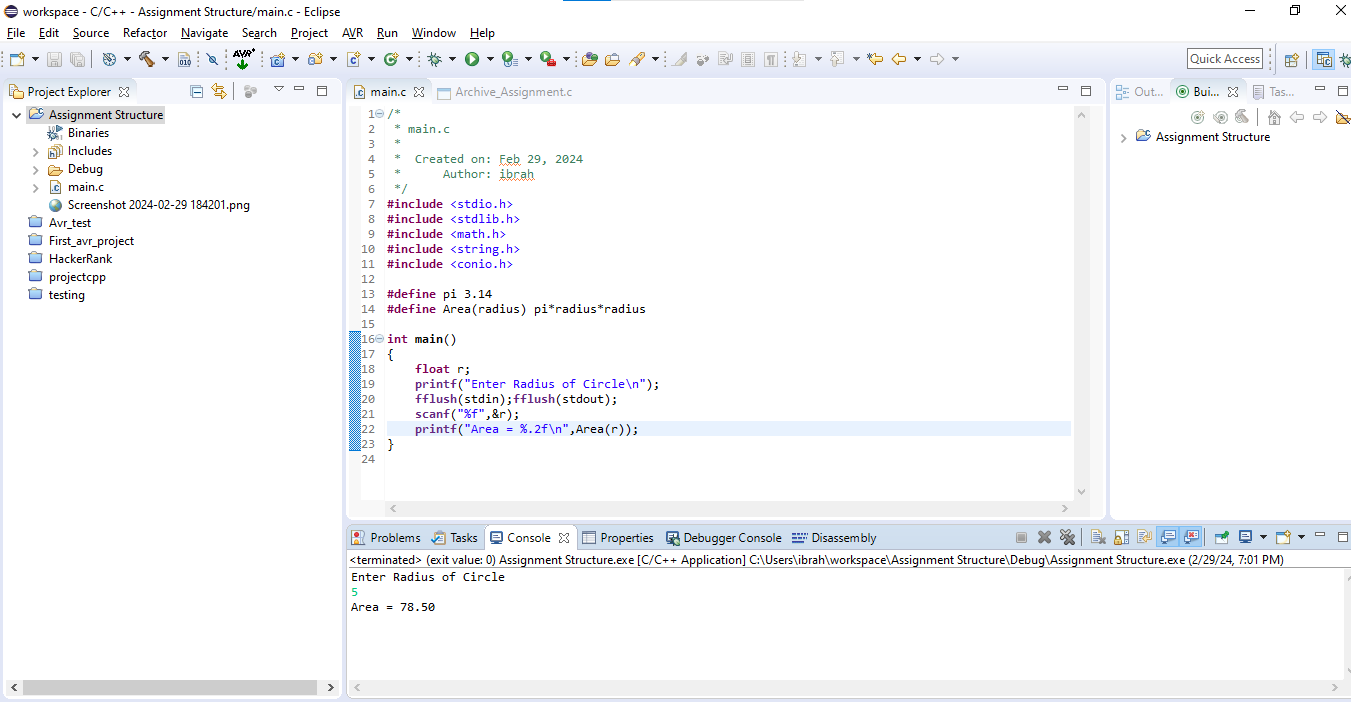 workspace - C/C++ - Assignment Structure/main.c - Eclipse
File Edit Source Refactor Navigate Search Project AVR Run Window Help
010
AVR
Quick Access
Project Explorer
Assignment Structure
Binaries
Includes
Debug
main.c
Screenshot 2024-02-29 184201.png
Avr_test
First_avr_project
HackerRank
projectcpp
testing
main.c Archive_Assignment.c
1 /*
2 * main.c
3 *
4 * Created on: Feb 29, 2024
5 * Author: ibrah
6 */
7 #include <stdio.h>
8 #include <stdlib.h>
9 #include <math.h>
10 #include <string.h>
11 #include <conio.h>
12
13 #define pi 3.14
14 #define Area(radius) pi*radius*radius
15
16 int main()
17 {
18 float r;
19 printf("Enter Radius of Circle\n");
20 fflush(stdin);fflush(stdout);
21 scanf("%f",&r);
22 printf("Area = %.2f\n",Area(r));
23 }
24
Out... Bui... Tas...
Assignment Structure
Problems Tasks Console Properties Debugger Console Disassembly
<terminated> (exit value: 0) Assignment Structure.exe [C/C++ Application] C:\Users\ibrah\workspace\Assignment Structure\Debug\Assignment Structure.exe (2/29/24, 7:01 PM)
Enter Radius of Circle
5
Area = 78.50